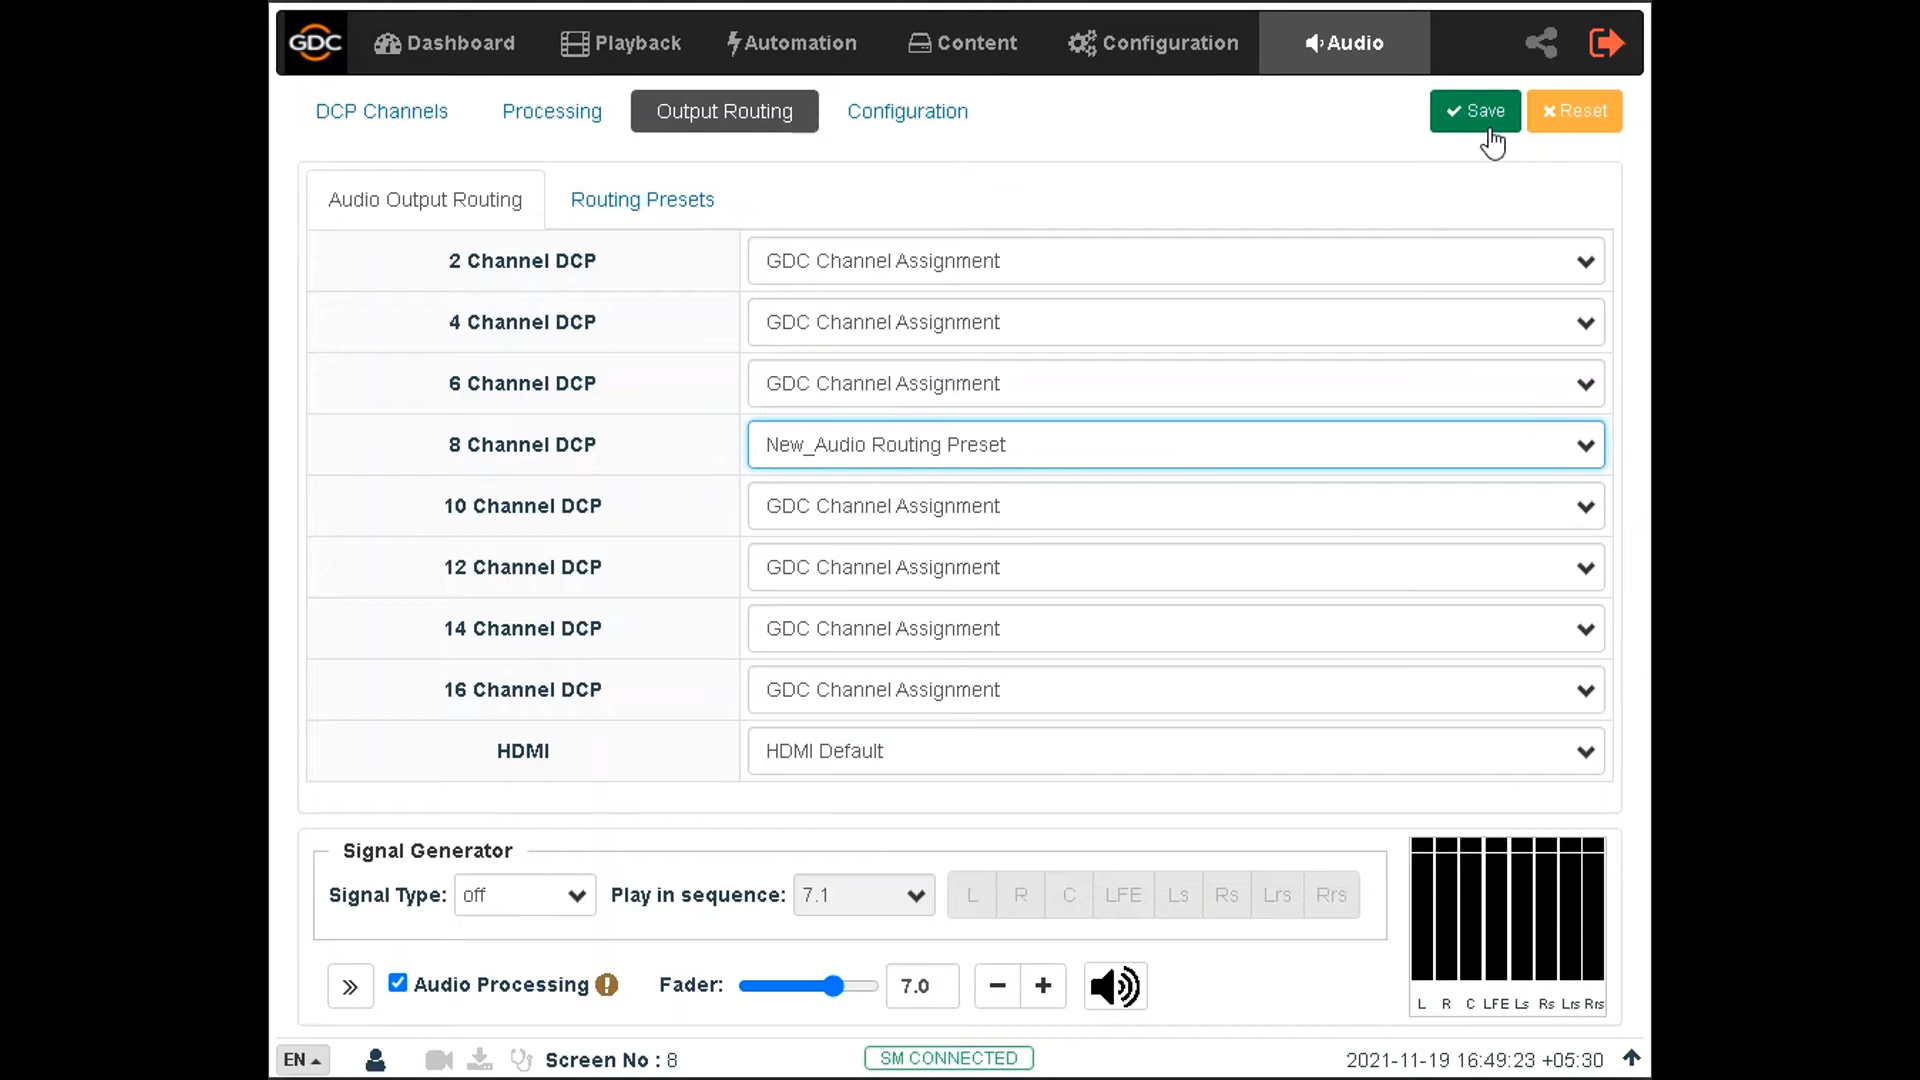 GDC Dashboard Playback Automation Content Configuration Audio
DCP Channels Processing Output Routing Configuration Save Reset
Audio Output Routing Routing Presets
2 Channel DCP GDC Channel Assignment
4 Channel DCP GDC Channel Assignment
6 Channel DCP GDC Channel Assignment
8 Channel DCP New_Audio Routing Preset
10 Channel DCP GDC Channel Assignment
12 Channel DCP GDC Channel Assignment
14 Channel DCP GDC Channel Assignment
16 Channel DCP GDC Channel Assignment
HDMI HDMI Default
Signal Generator
Signal Type: off Play in sequence: 7.1 L R C LFE Ls Rs Lrs Rrs
Audio Processing Fader: 7.0
L R C LFE Ls Rs Lrs Rrs
EN Screen No : 8 SM CONNECTED 2021-11-19 16:49:23 +05:30